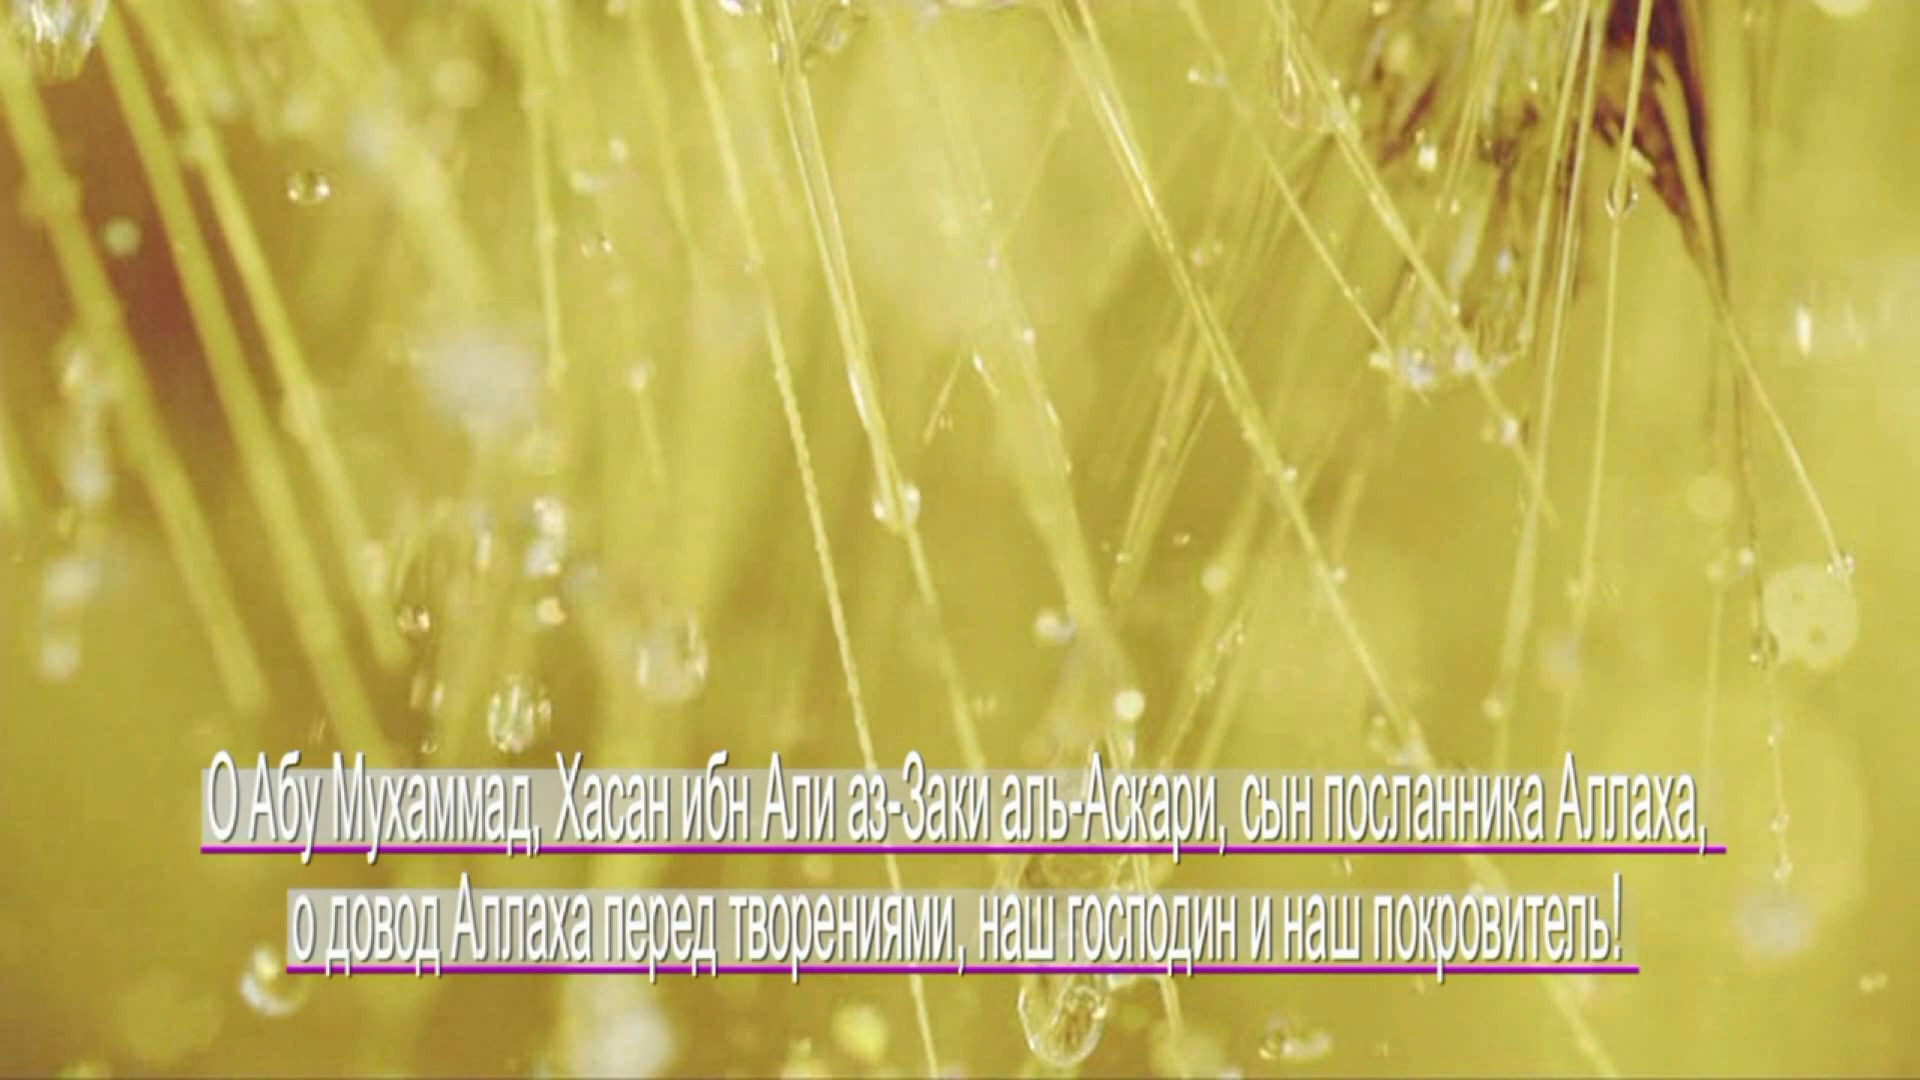 О Абу Мухаммад, Хасан ибн Али аз-Заки аль-Аскари, сын посланника Аллаха,
о довод Аллаха перед творениями, наш господин и наш покровитель!